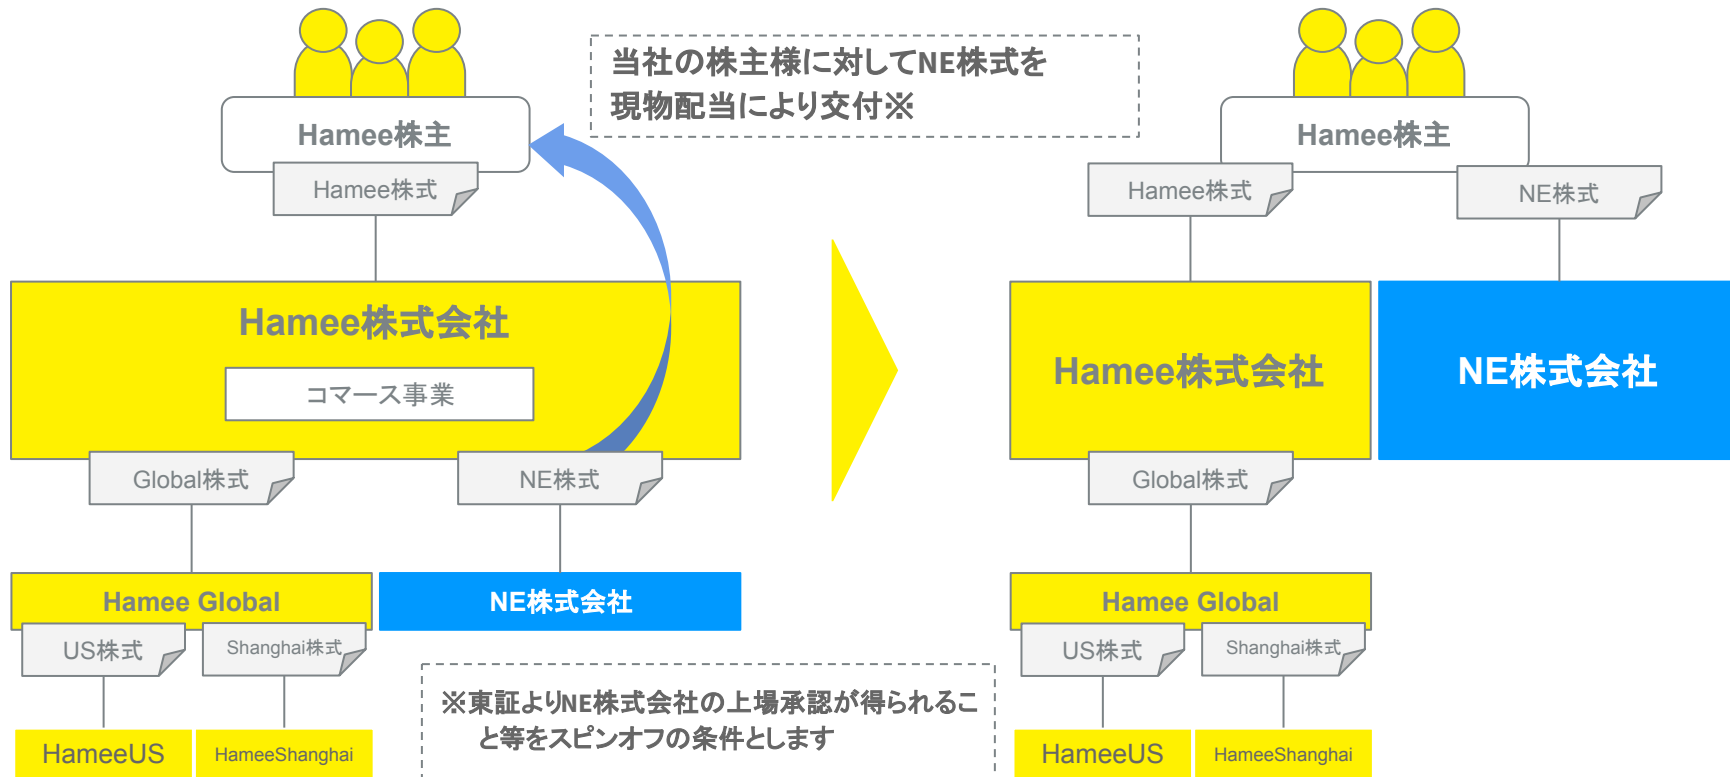 当社の株主様に対してNE株式を
現物配当により交付※
Hamee株主
Hamee株式
Hamee株式会社
コマース事業
Global株式
NE株式
Hamee Global
NE株式会社
US株式
Shanghai株式
HameeUS
HameeShanghai
※東証よりNE株式会社の上場承認が得られるこ
と等をスピンオフの条件とします
Hamee株主
Hamee株式
NE株式
Hamee株式会社
NE株式会社
Global株式
Hamee Global
US株式
Shanghai株式
HameeUS
HameeShanghai